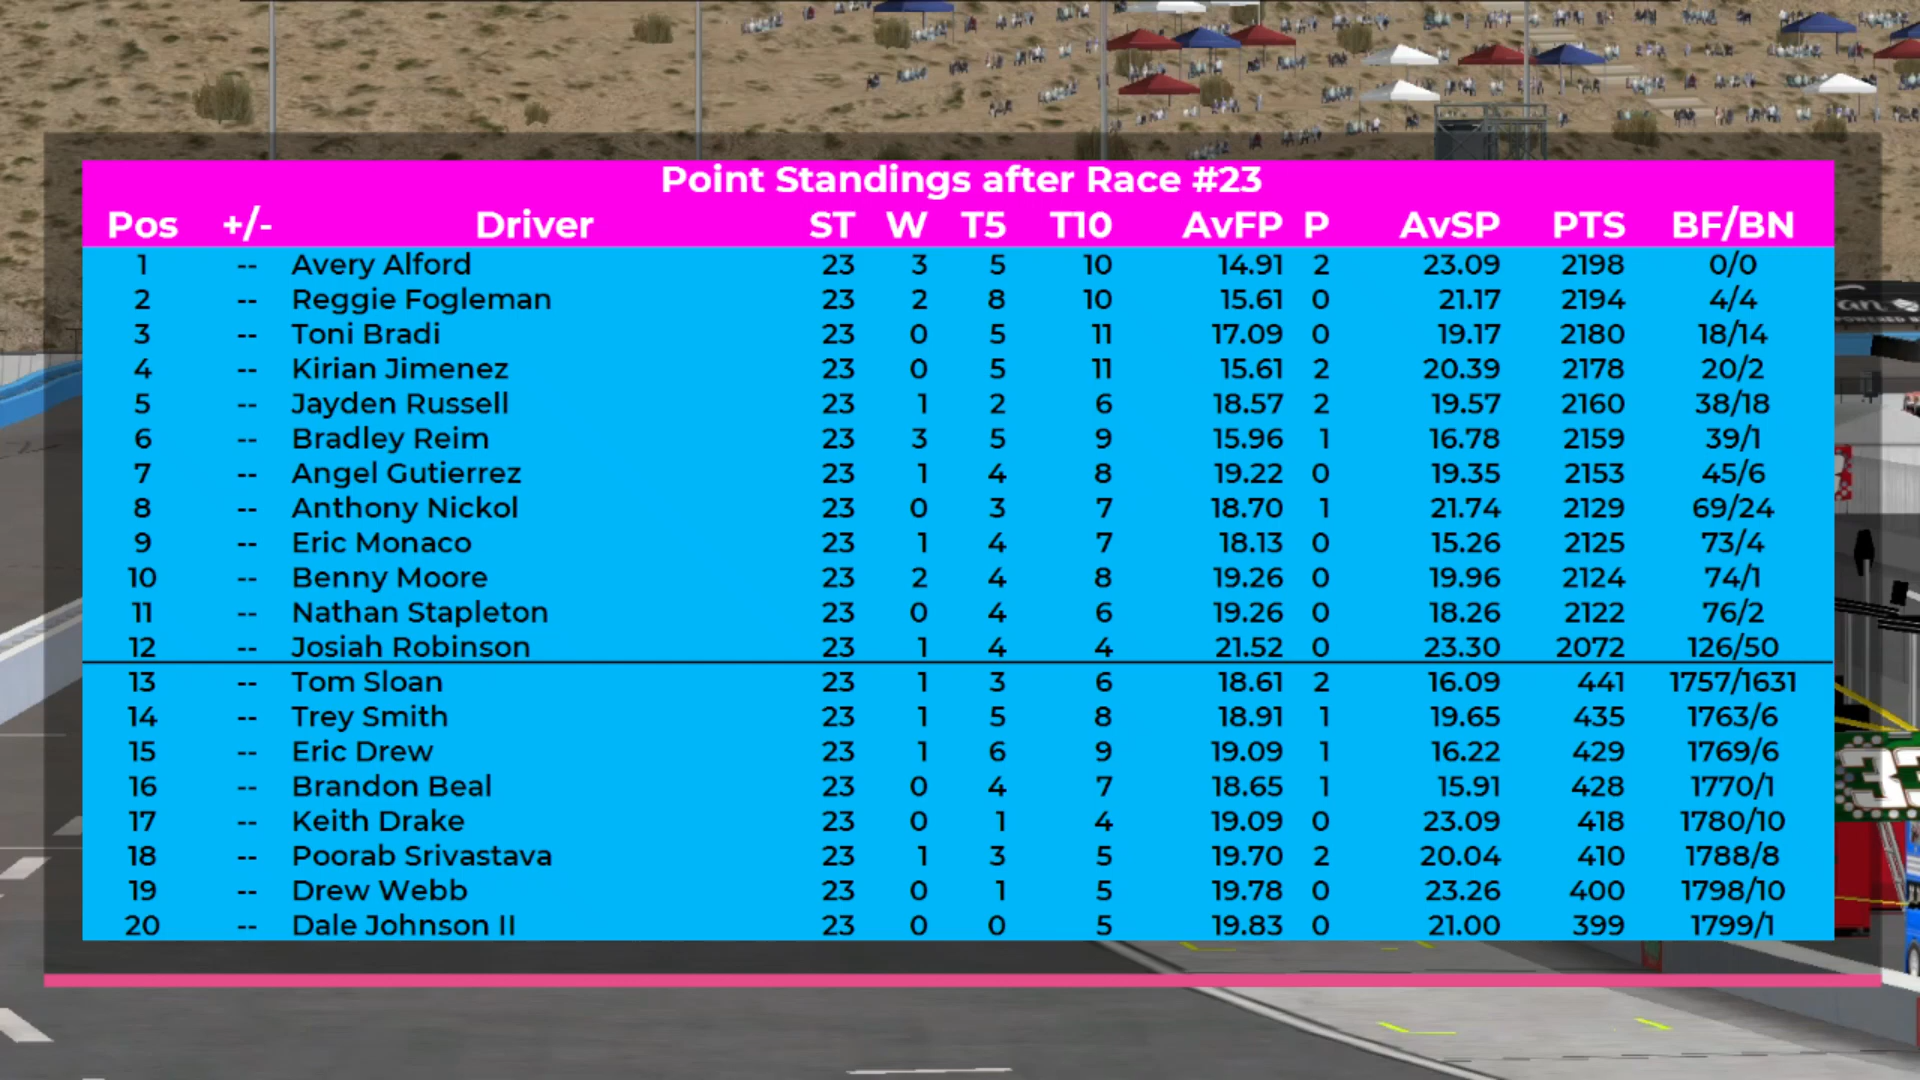 Point Standings after Race #23
Pos +/- Driver ST W T5 T10 AvFP P AvSP PTS BF/BN
1 -- Avery Alford 23 3 5 10 14.91 2 23.09 2198 0/0
2 -- Reggie Fogleman 23 2 8 10 15.61 0 21.17 2194 4/4
3 -- Toni Bradi 23 0 5 11 17.09 0 19.17 2180 18/14
4 -- Kirian Jimenez 23 0 5 11 15.61 2 20.39 2178 20/2
5 -- Jayden Russell 23 1 2 6 18.57 2 19.57 2160 38/18
6 -- Bradley Reim 23 3 5 9 15.96 1 16.78 2159 39/1
7 -- Angel Gutierrez 23 1 4 8 19.22 0 19.35 2153 45/6
8 -- Anthony Nickol 23 0 3 7 18.70 1 21.74 2129 69/24
9 -- Eric Monaco 23 1 4 7 18.13 0 15.26 2125 73/4
10 -- Benny Moore 23 2 4 8 19.26 0 19.96 2124 74/1
11 -- Nathan Stapleton 23 0 4 6 19.26 0 18.26 2122 76/2
12 -- Josiah Robinson 23 1 4 4 21.52 0 23.30 2072 126/50
13 -- Tom Sloan 23 1 3 6 18.61 2 16.09 441 1757/1631
14 -- Trey Smith 23 1 5 8 18.91 1 19.65 435 1763/6
15 -- Eric Drew 23 1 6 9 19.09 1 16.22 429 1769/6
16 -- Brandon Beal 23 0 4 7 18.65 1 15.91 428 1770/1
17 -- Keith Drake 23 0 1 4 19.09 0 23.09 418 1780/10
18 -- Poorab Srivastava 23 1 3 5 19.70 2 20.04 410 1788/8
19 -- Drew Webb 23 0 1 5 19.78 0 23.26 400 1798/10
20 -- Dale Johnson II 23 0 0 5 19.83 0 21.00 399 1799/1